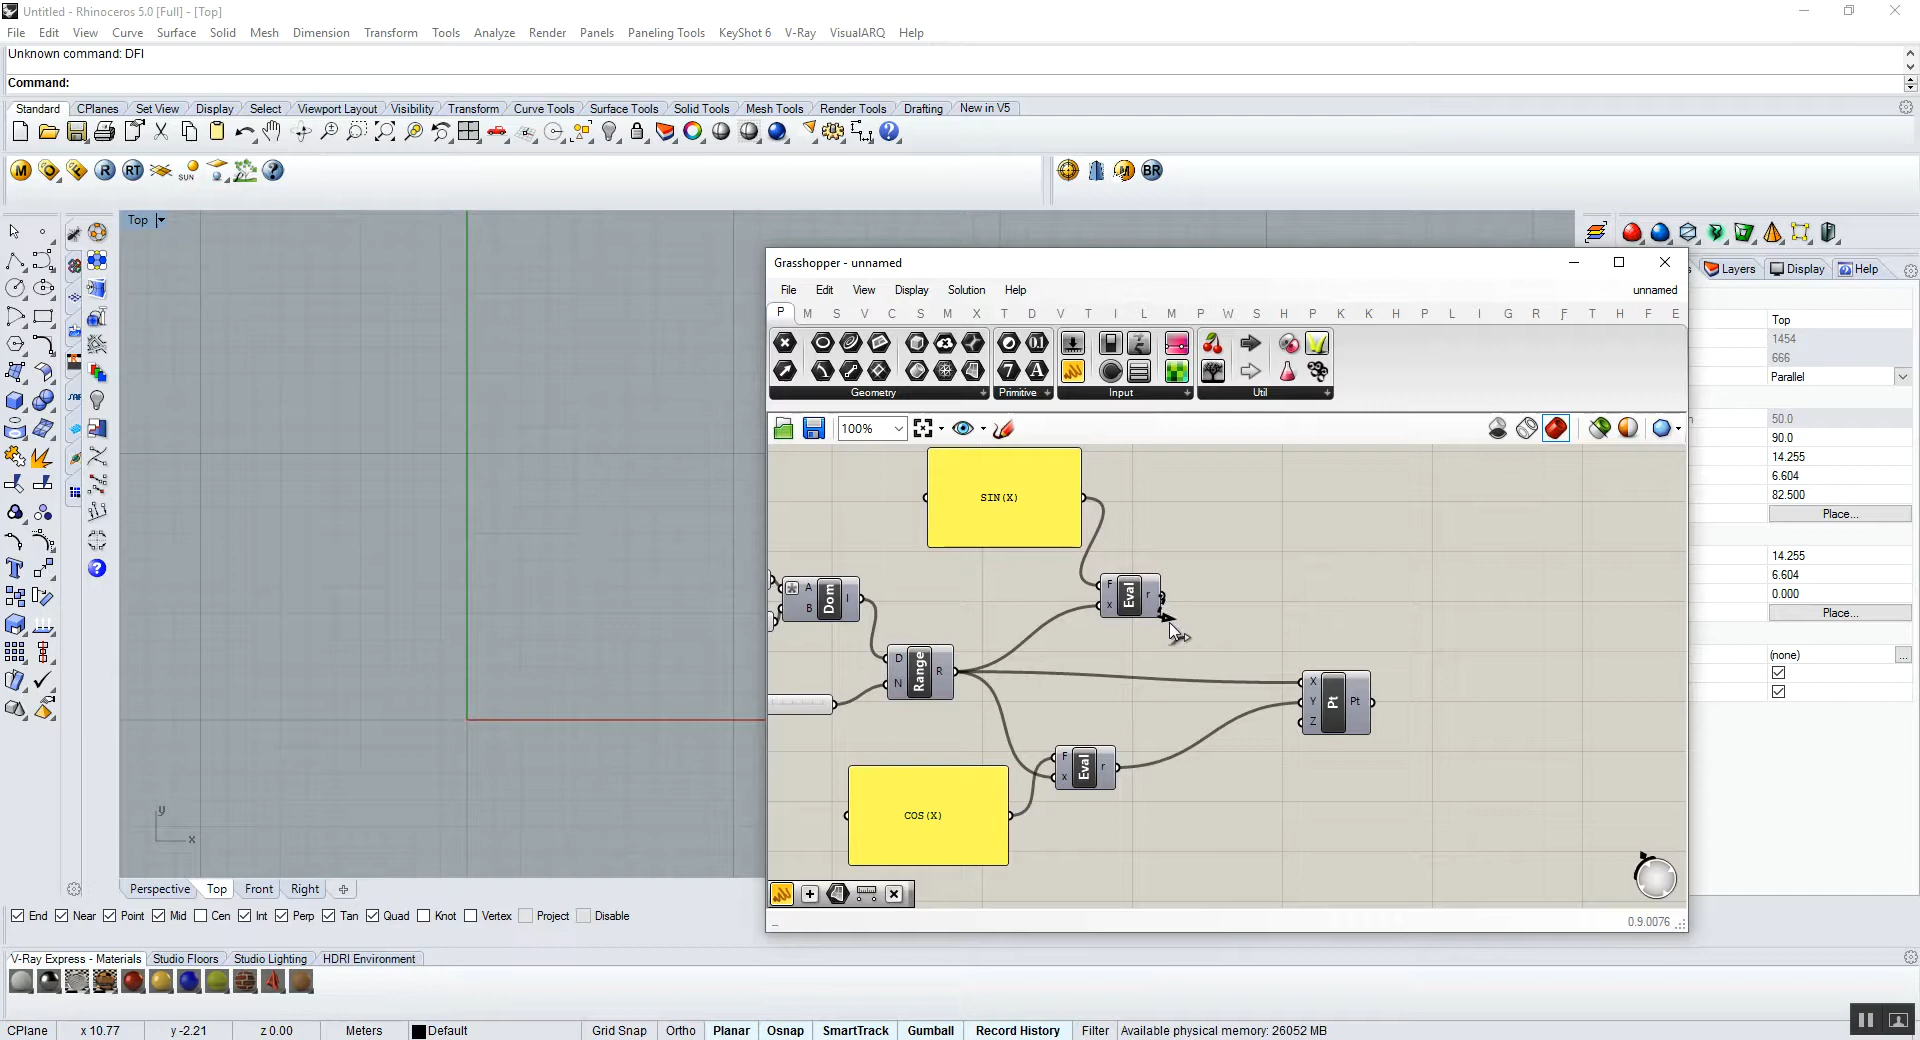 Untitled - Rhinoceros 5.0 [Full] - [Top]
File Edit View Curve Surface Solid Mesh Dimension Transform Tools Analyze Render Panels Paneling Tools KeyShot 6 V-Ray VisualARQ Help
Unknown command: DFI
Command:
Standard CPlanes Set View Display Select Viewport Layout Visibility Transform Curve Tools Surface Tools Solid Tools Mesh Tools Render Tools Drafting New in V5
M O F R RT SUN M BR
Top
Layers Display Help
Grasshopper - unnamed
File Edit View Display Solution Help unnamed
P M S V C S M X T D V T I L M P W S H P K K H P L I G R F T H F E
Geometry Primitive Input Util
100%
Top
1454
666
Parallel
50.0
90.0
14.255
6.604
82.500
Place...
14.255
6.604
0.000
Place...
(none) ...
SIN(X)
A B Dom I
F x Eval r
D N Range R
X Y Z Pt Pt
F x Eval r
COS(X)
y
x
0.9.0076
Perspective Top Front Right
End Near Point Mid Cen Int Perp Tan Quad Knot Vertex Project Disable
V-Ray Express - Materials Studio Floors Studio Lighting HDRI Environment
CPlane x 10.77 y -2.21 z 0.00 Meters Default Grid Snap Ortho Planar Osnap SmartTrack Gumball Record History Filter Available physical memory: 26052 MB